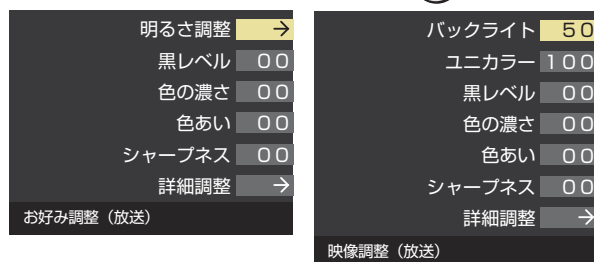 明るさ調整 →
黒レベル 00
色の濃さ 00
色あい 00
シャープネス 00
詳細調整 →
お好み調整（放送）
バックライト 50
ユニカラー 100
黒レベル 00
色の濃さ 00
色あい 00
シャープネス 00
詳細調整 →
映像調整（放送）